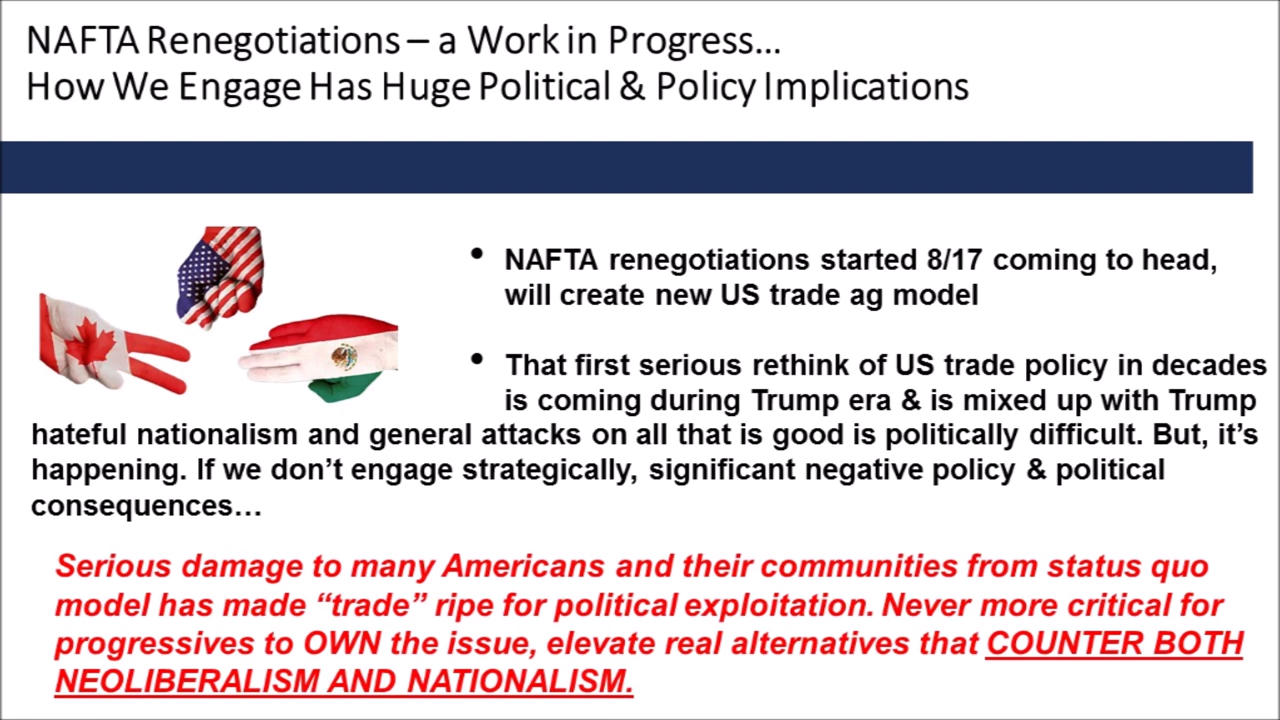 NAFTA Renegotiations – a Work in Progress…
How We Engage Has Huge Political & Policy Implications
• NAFTA renegotiations started 8/17 coming to head,
will create new US trade ag model
• That first serious rethink of US trade policy in decades
is coming during Trump era & is mixed up with Trump
hateful nationalism and general attacks on all that is good is politically difficult. But, it’s
happening. If we don’t engage strategically, significant negative policy & political
consequences…
Serious damage to many Americans and their communities from status quo
model has made “trade” ripe for political exploitation. Never more critical for
progressives to OWN the issue, elevate real alternatives that COUNTER BOTH
NEOLIBERALISM AND NATIONALISM.